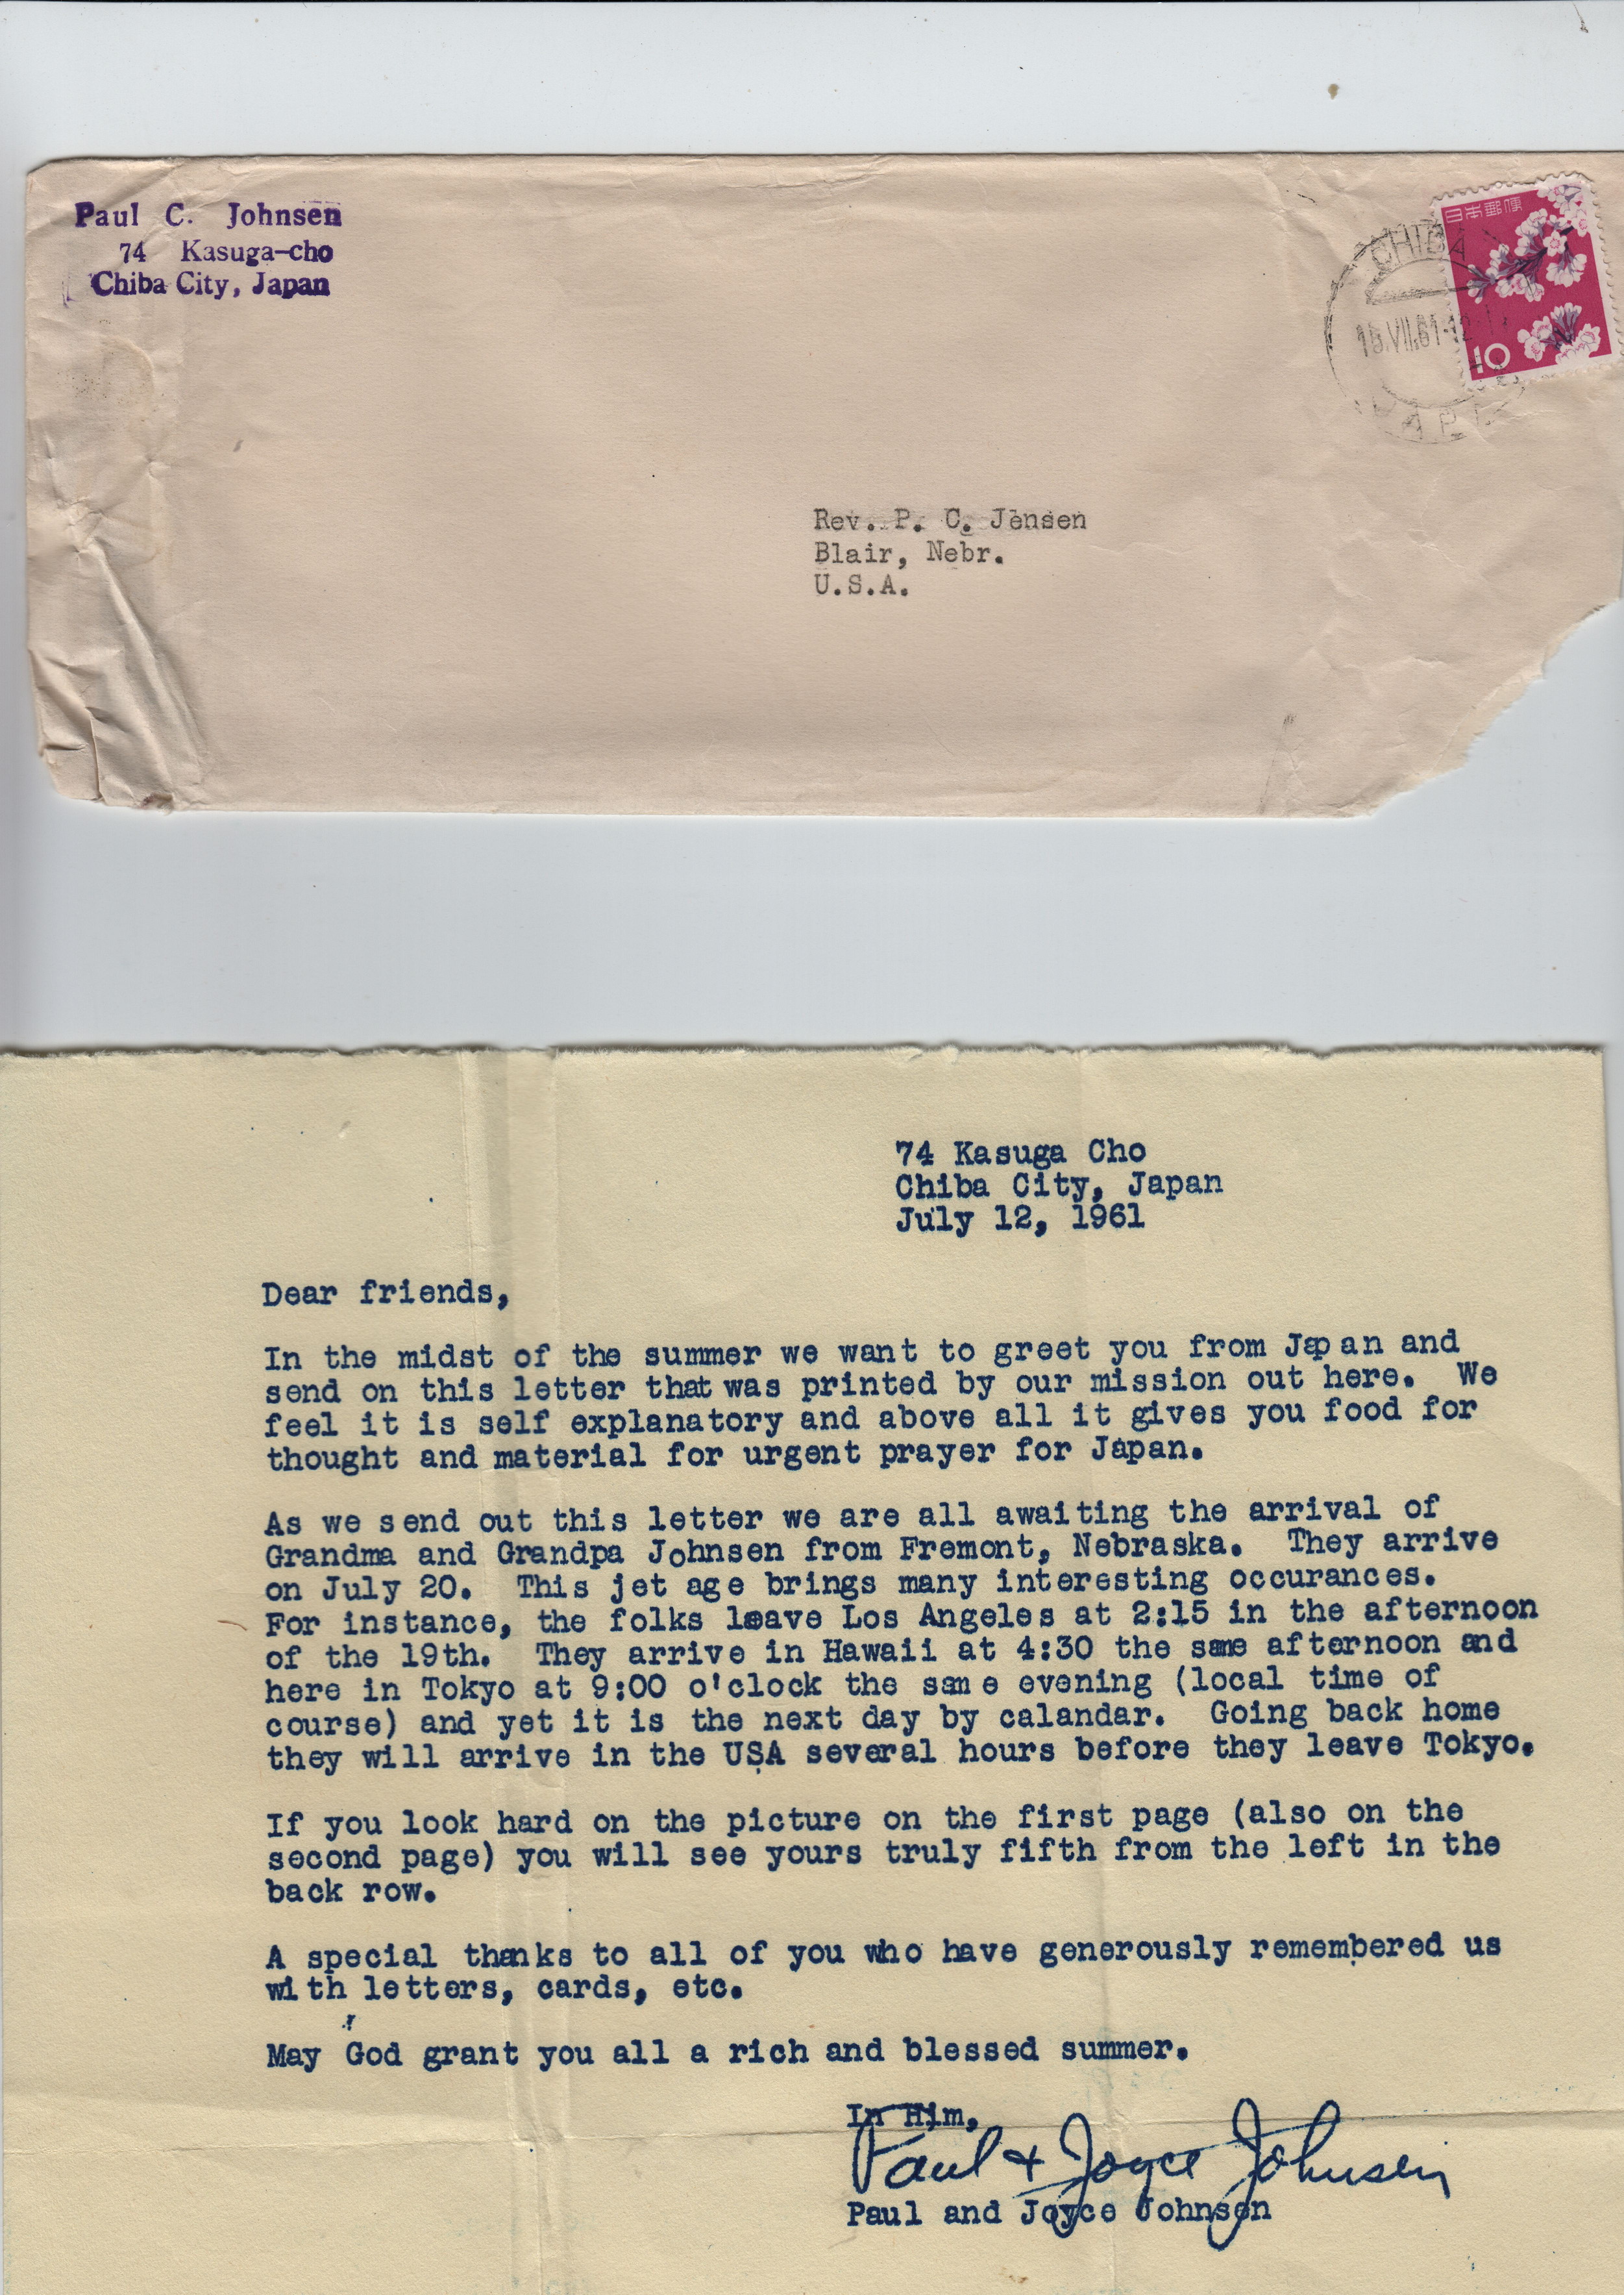 Paul C. Johnsen
74 Kasuga-cho
Chiba City, Japan
日本郵便
10
CHIBA
VII.61
Rev. P. C. Jensen
Blair, Nebr.
U.S.A.
74 Kasuga Cho
Chiba City, Japan
July 12, 1961
Dear friends,
In the midst of the summer we want to greet you from Japan and
send on this letter that was printed by our mission out here. We
feel it is self explanatory and above all it gives you food for
thought and material for urgent prayer for Japan.
As we send out this letter we are all awaiting the arrival of
Grandma and Grandpa Johnsen from Fremont, Nebraska. They arrive
on July 20. This jet age brings many interesting occurances.
For instance, the folks leave Los Angeles at 2:15 in the afternoon
of the 19th. They arrive in Hawaii at 4:30 the same afternoon and
here in Tokyo at 9:00 o'clock the same evening (local time of
course) and yet it is the next day by calandar. Going back home
they will arrive in the USA several hours before they leave Tokyo.
If you look hard on the picture on the first page (also on the
second page) you will see yours truly fifth from the left in the
back row.
A special thanks to all of you who have generously remembered us
with letters, cards, etc.
May God grant you all a rich and blessed summer.
In Him,
Paul + Joyce Johnsen
Paul and Joyce Johnsen